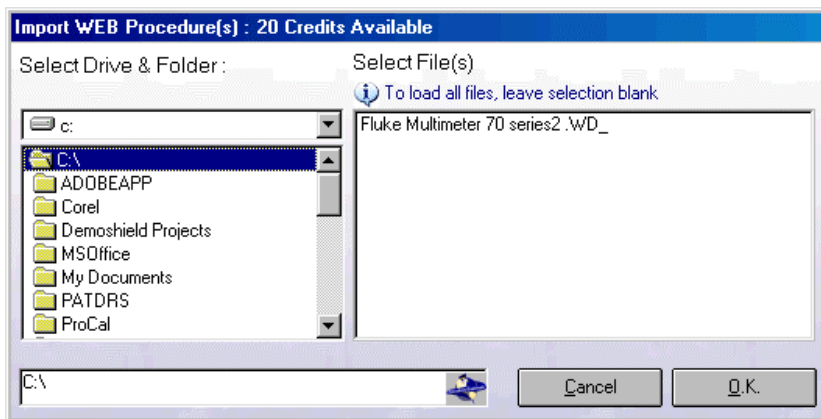 Import WEB Procedure(s) : 20 Credits Available
Select Drive & Folder :
Select File(s)
To load all files, leave selection blank
c:
Fluke Multimeter 70 series2 .WD_
C:\
ADOBEAPP
Corel
Demoshield Projects
MSOffice
My Documents
PATDRS
ProCal
C:\
Cancel
O.K.